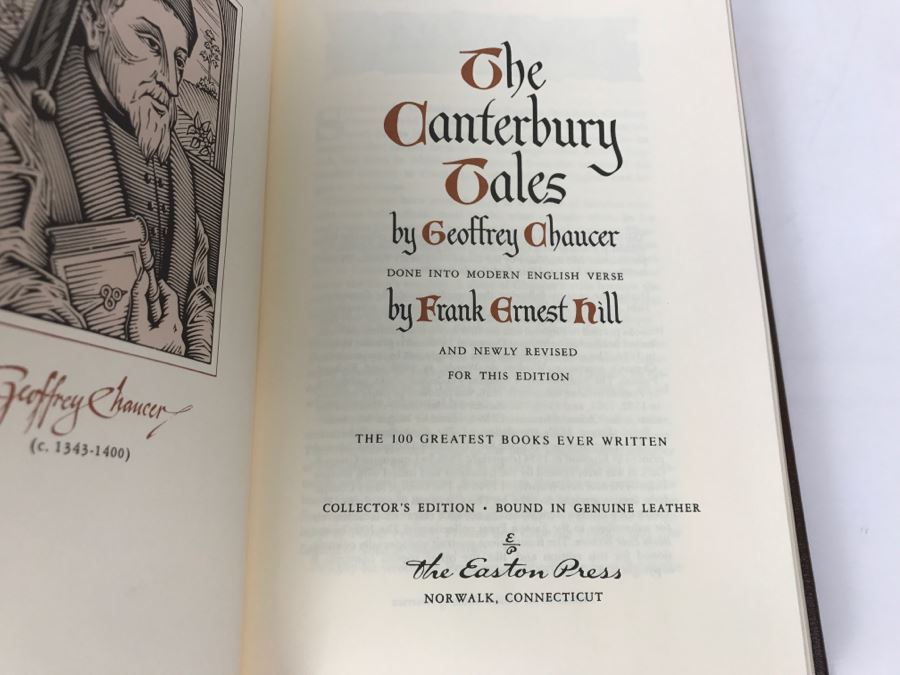 Geoffrey Chaucer
(c. 1343-1400)
The
Canterbury
Tales
by Geoffrey Chaucer
DONE INTO MODERN ENGLISH VERSE
by Frank Ernest Hill
AND NEWLY REVISED
FOR THIS EDITION
THE 100 GREATEST BOOKS EVER WRITTEN
COLLECTOR'S EDITION • BOUND IN GENUINE LEATHER
E
P
The Easton Press
NORWALK, CONNECTICUT